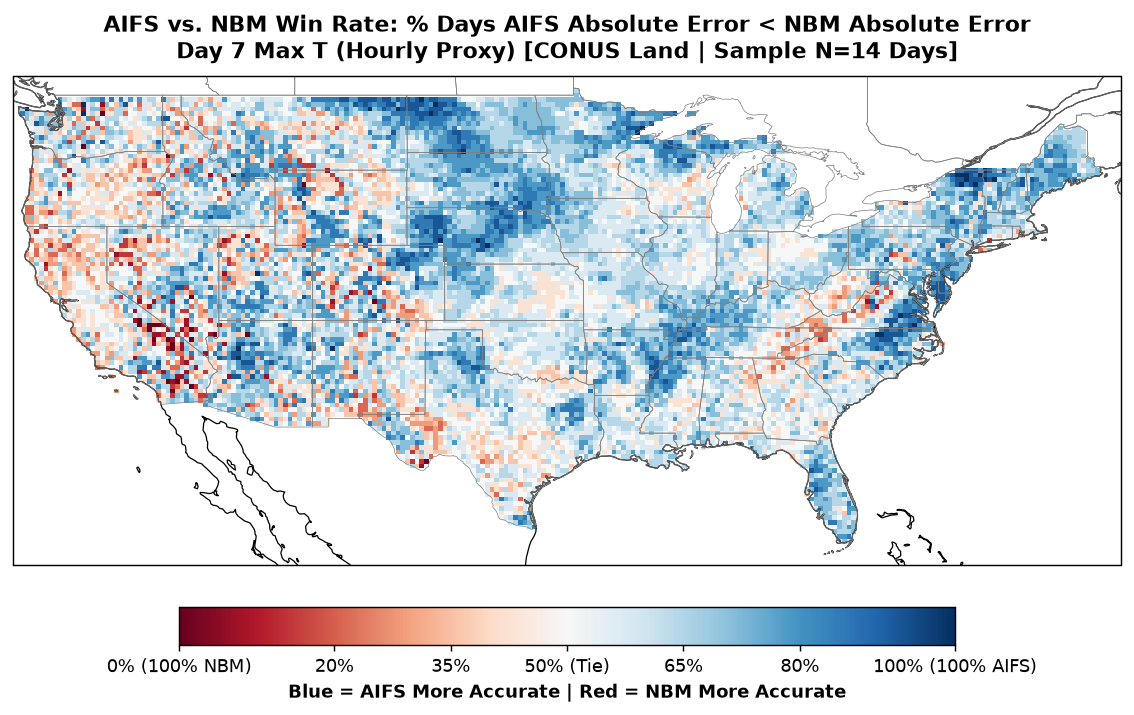 AIFS vs. NBM Win Rate: % Days AIFS Absolute Error < NBM Absolute Error
Day 7 Max T (Hourly Proxy) [CONUS Land | Sample N=14 Days]
0% (100% NBM) 20% 35% 50% (Tie) 65% 80% 100% (100% AIFS)
Blue = AIFS More Accurate | Red = NBM More Accurate